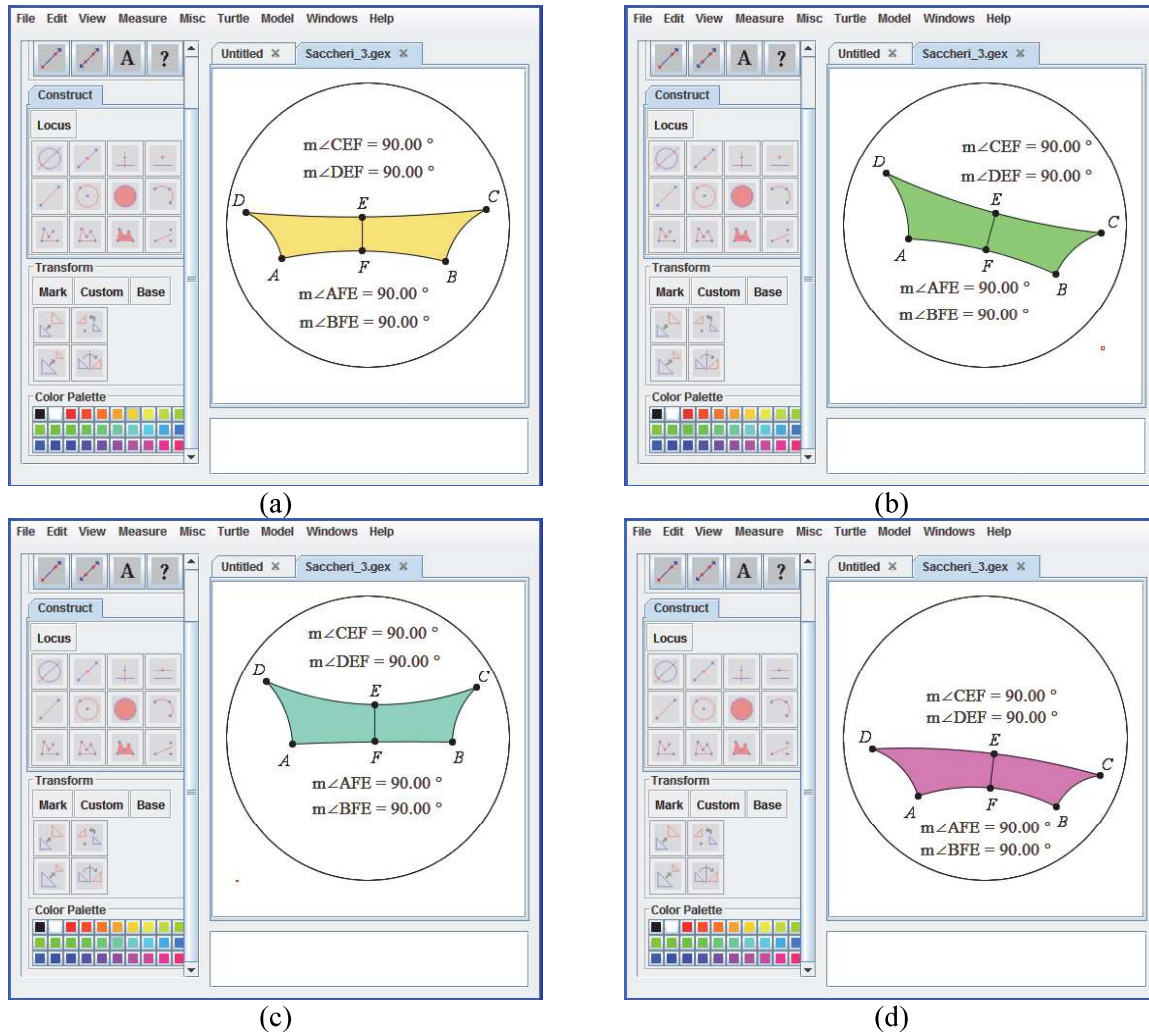 File Edit View Measure Misc Turtle Model Windows Help
A ?
Untitled Saccheri_3.gex
Construct
Locus
m∠CEF = 90.00 °
m∠DEF = 90.00 °
D E C
A F B
m∠AFE = 90.00 °
m∠BFE = 90.00 °
Transform
Mark Custom Base
Color Palette
(a)
File Edit View Measure Misc Turtle Model Windows Help
A ?
Untitled Saccheri_3.gex
Construct
Locus
m∠CEF = 90.00 °
D
m∠DEF = 90.00 °
E
C
A F
B
m∠AFE = 90.00 °
m∠BFE = 90.00 °
Transform
Mark Custom Base
Color Palette
(b)
File Edit View Measure Misc Turtle Model Windows Help
A ?
Untitled Saccheri_3.gex
Construct
Locus
m∠CEF = 90.00 °
m∠DEF = 90.00 °
D E C
A F B
m∠AFE = 90.00 °
m∠BFE = 90.00 °
Transform
Mark Custom Base
Color Palette
(c)
File Edit View Measure Misc Turtle Model Windows Help
A ?
Untitled Saccheri_3.gex
Construct
Locus
m∠CEF = 90.00 °
m∠DEF = 90.00 °
D E
C
A F
B
m∠AFE = 90.00 °
m∠BFE = 90.00 °
Transform
Mark Custom Base
Color Palette
(d)